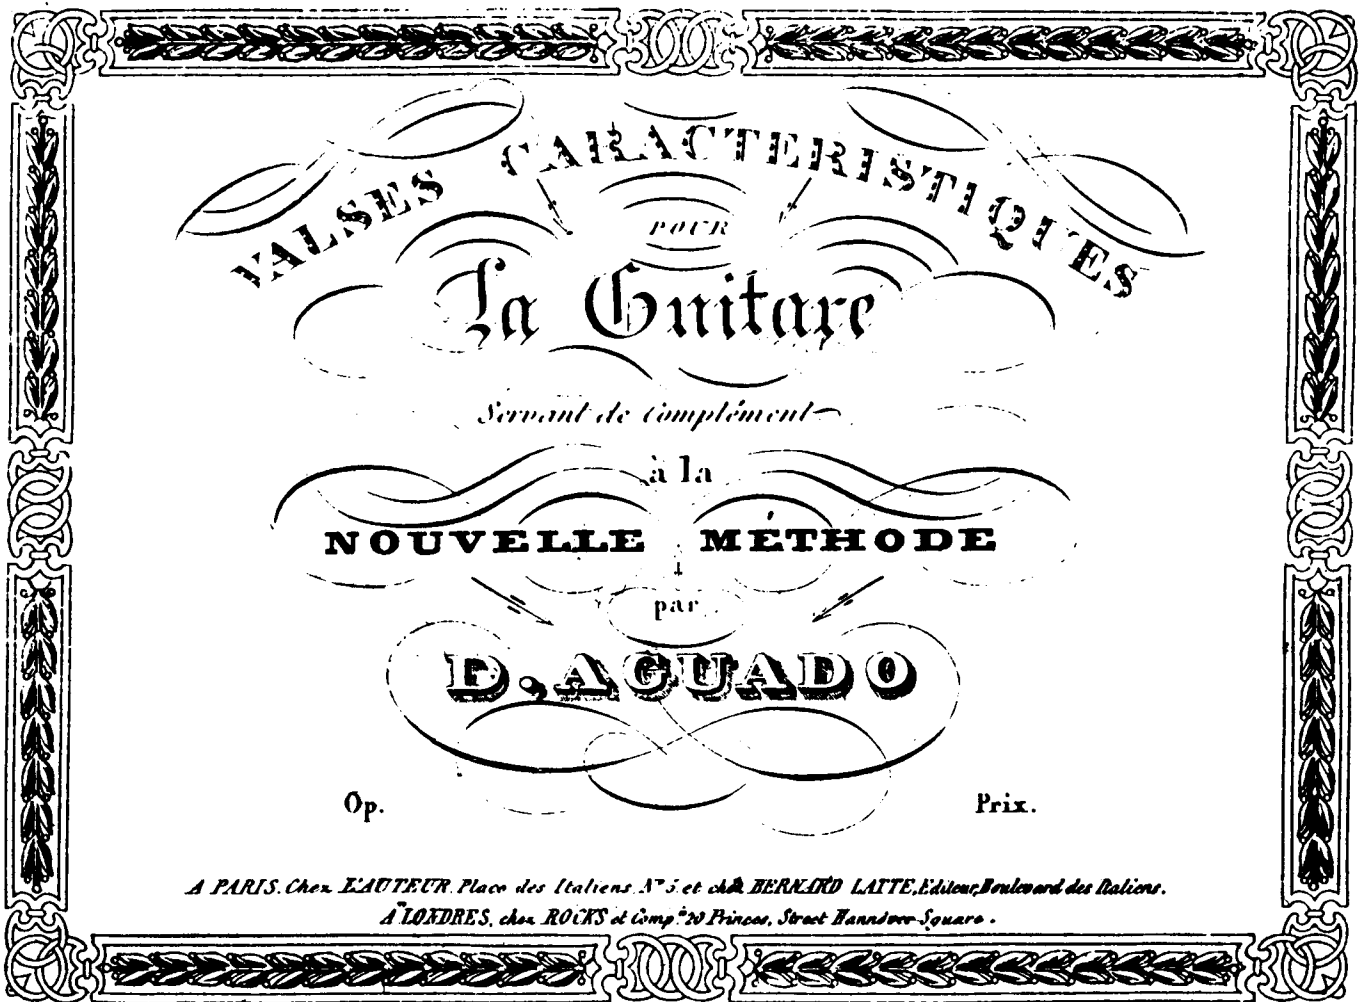 VALSES CARACTERISTIQUES
POUR
La Guitare
Servant de Complément
à la
NOUVELLE MÉTHODE
par
D. AGUADO
Op. Prix.
A PARIS. Chez L'AUTEUR, Place des Italiens, Nº 5, et chez BERNARD LATTE, Editeur, Boulevard des Italiens.
A LONDRES, chez ROCKS et Comp.ie 20 Princes, Street Hannover-Square.